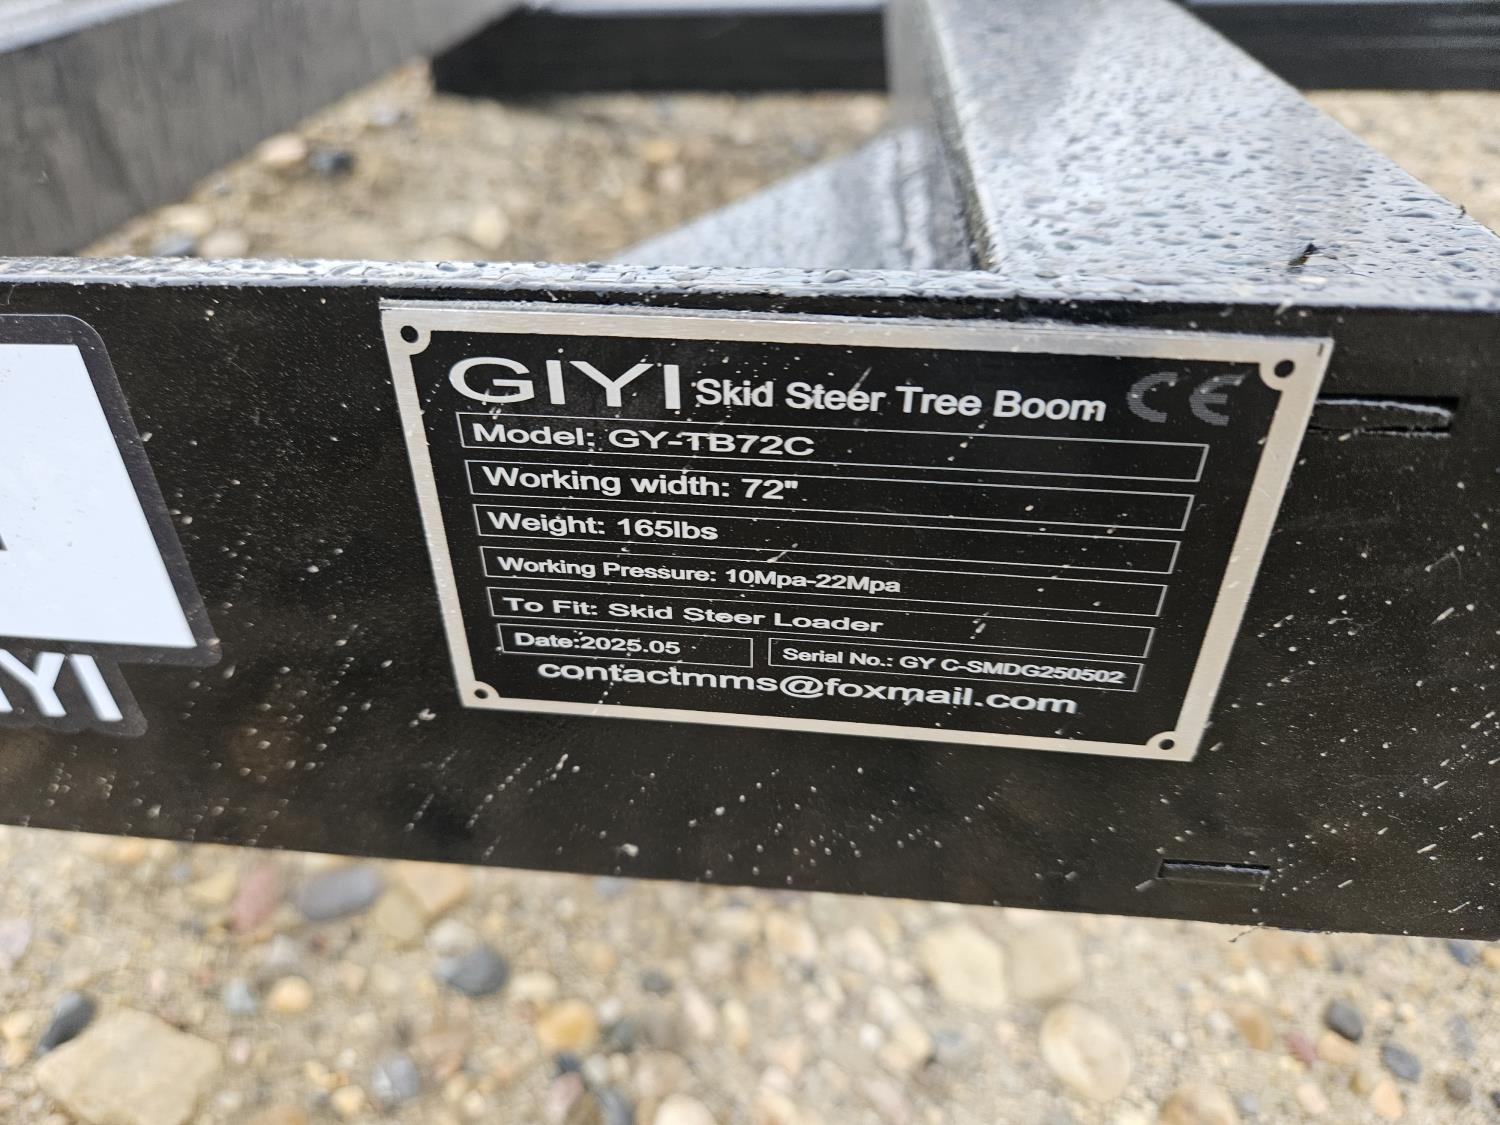 GIYI Skid Steer Tree Boom CE
Model: GY-TB72C
Working width: 72"
Weight: 165lbs
Working Pressure: 10Mpa-22Mpa
To Fit: Skid Steer Loader
Date:2025.05 Serial No.: GY C-SMDG250502
contactmms@foxmail.com